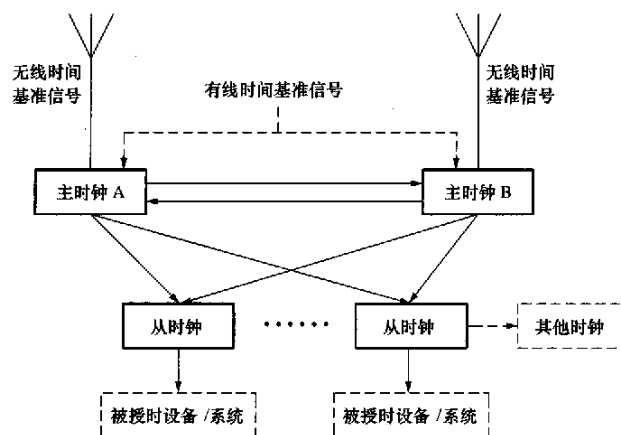 无线时间
基准信号
有线时间基准信号
无线时间
基准信号
主时钟 A
主时钟 B
从时钟
······
从时钟
其他时钟
被授时设备/系统
被授时设备/系统